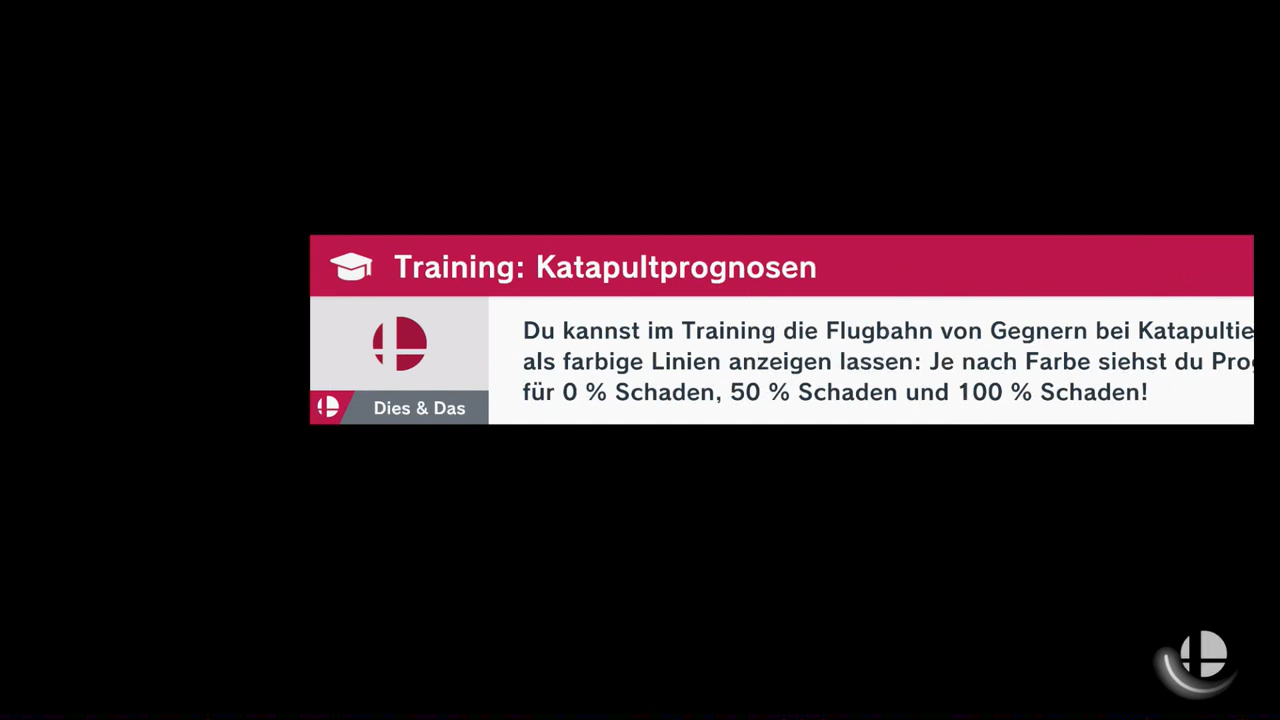 Training: Katapultprognosen
Du kannst im Training die Flugbahn von Gegnern bei
als farbige Linien anzeigen lassen: Je nach Farbe siehst du
für 0 % Schaden, 50 % Schaden und 100 % Schaden!
Dies & Das